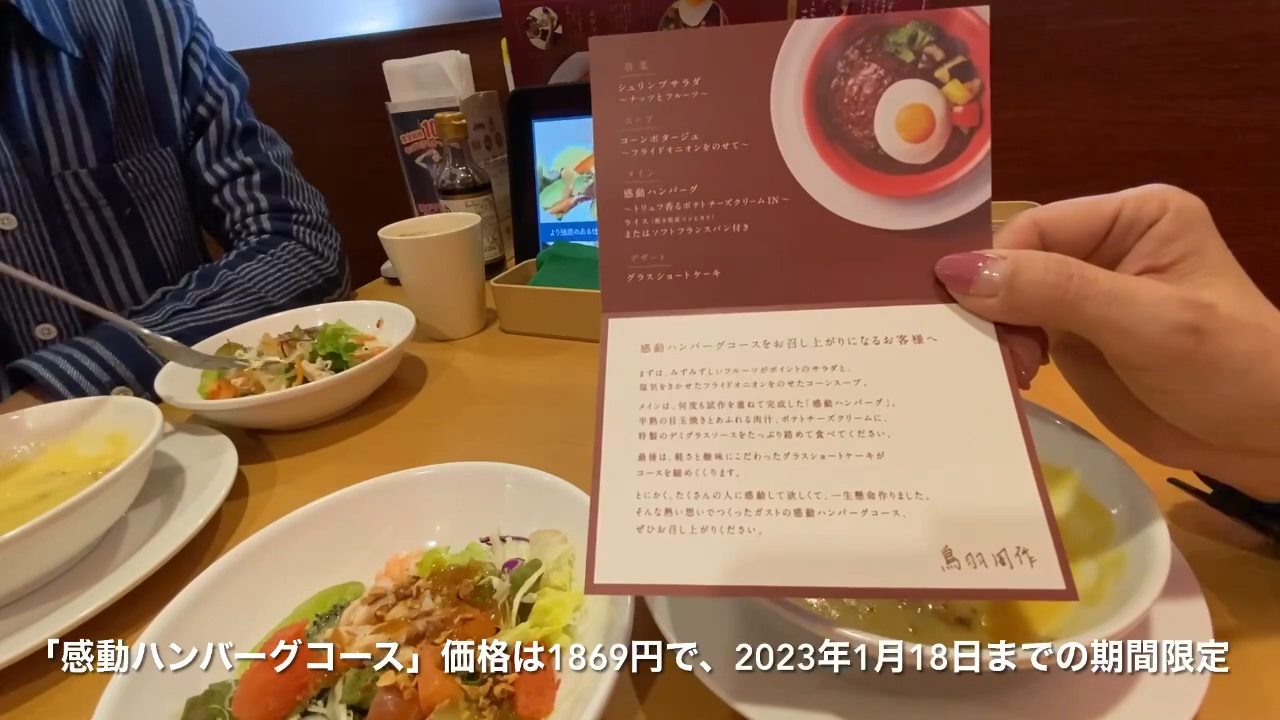 前菜
シュリンプサラダ
～ナッツとフルーツ～
スープ
コーンポタージュ
～フライドオニオンをのせて～
メイン
感動ハンバーグ
～トリュフ香るポテトチーズクリームIN～
ライス
またはソフトフランスパン付き
デザート
グラスショートケーキ
感動ハンバーグコースをお召し上がりになるお客様へ
まずは、みずみずしいフルーツがポイントのサラダと、
塩気をきかせたフライドオニオンをのせたコーンスープ。
メインは、何度も試作を重ねて完成した「感動ハンバーグ」。
半熟の目玉焼きとあふれる肉汁、ポテトチーズクリームに、
特製のデミグラスソースをたっぷり絡めて食べてください。
最後は、軽さと酸味にこだわったグラスショートケーキが
コースを締めくくります。
とにかく、たくさんの人に感動して欲しくて、一生懸命作りました。
そんな熱い想いでつくったガストの感動ハンバーグコース、
ぜひお召し上がりください。
鳥羽周作
「感動ハンバーグコース」価格は1869円で、2023年1月18日までの期間限定